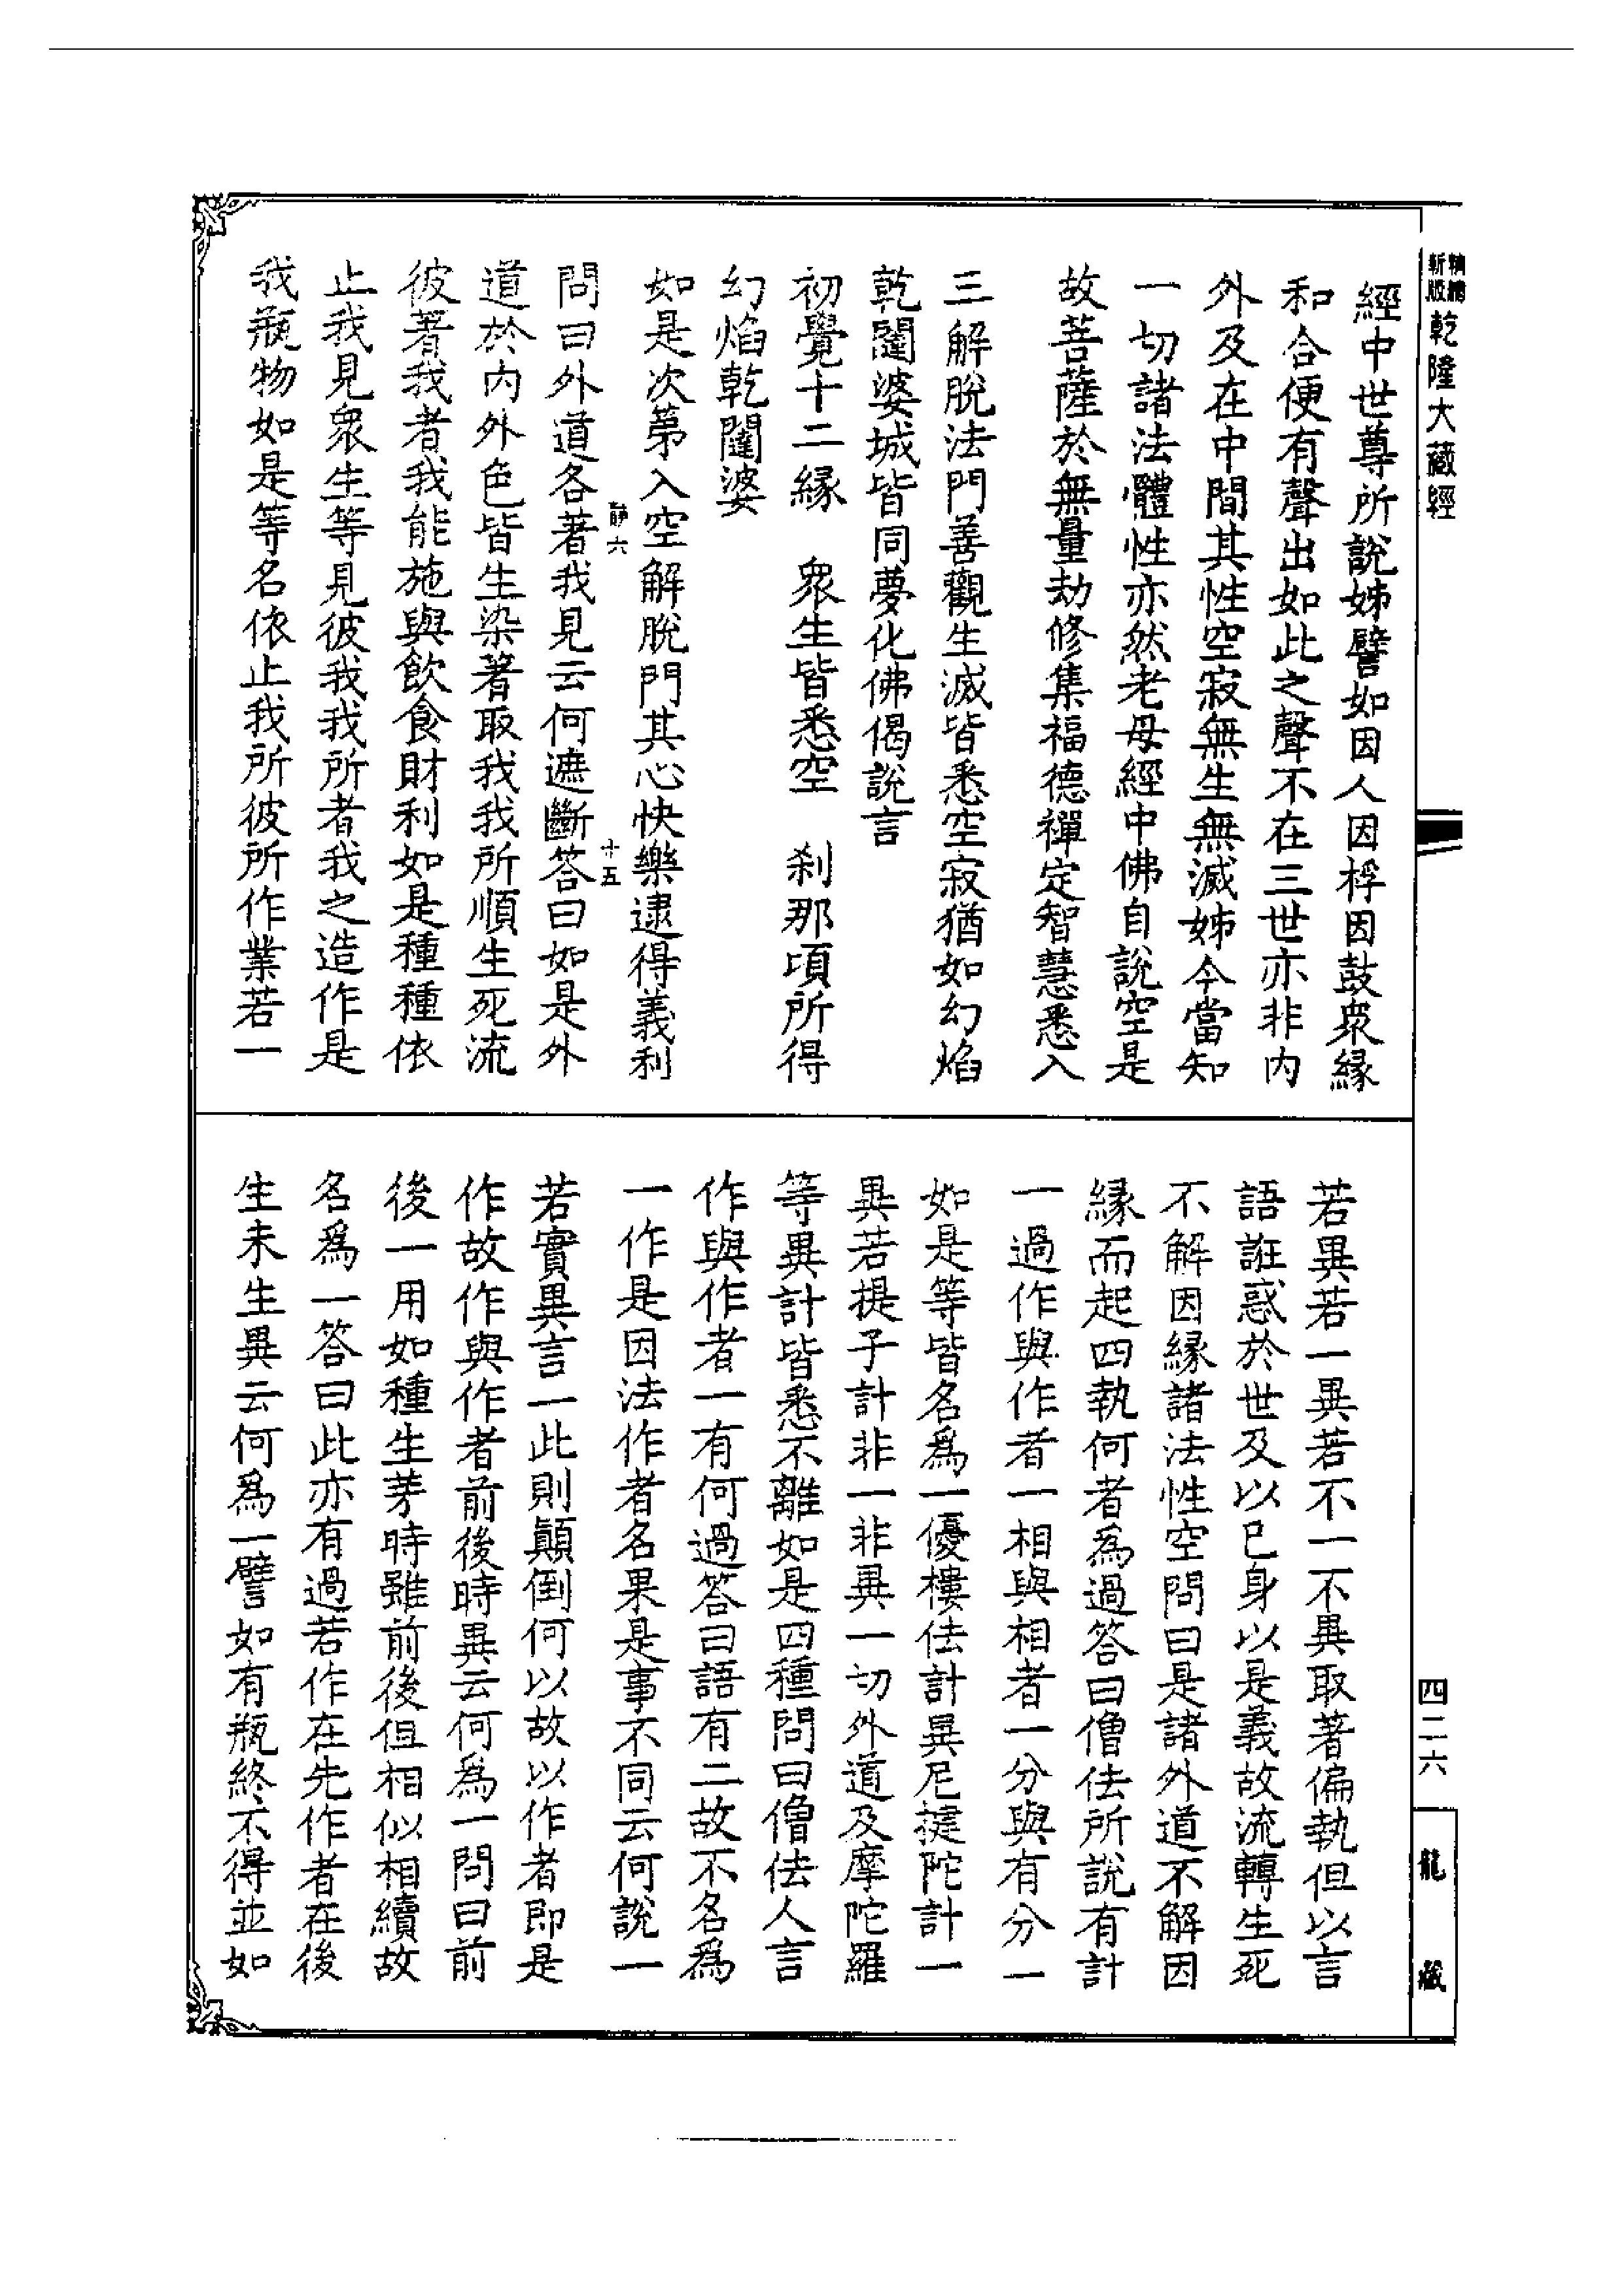 精繕
新版
乾隆大藏經
經中世尊所說姊譬如因人因桴因鼓衆緣
和合便有聲出如此之聲不在三世亦非內
外及在中間其性空寂無生無滅姊今當知
一切諸法體性亦然老母經中佛自說空是
故菩薩於無量劫修集福德禪定智慧悉入
三解脫法門善觀生滅皆悉空寂猶如幻焰
乾闥婆城皆同夢化佛偈說言
初覺十二緣 衆生皆悉空 剎那頃所得
幻焰乾闥婆
如是次第入空解脫門其心快樂逮得義利
靜六
十五
問曰外道各著我見云何遮斷答曰如是外
道於內外色皆生染著取我我所順生死流
彼著我者我能施與飲食財利如是種種依
止我見衆生等見彼我我所者我之造作是
我瓶物如是等名依止我所彼所作業若一
若異若一異若不一不異取著偏執但以言
語誑惑於世及以已身以是義故流轉生死
不解因緣諸法性空問曰是諸外道不解因
緣而起四執何者為過答曰僧佉所說有計
一過作與作者一相與相者一分與有分一
如是等皆名爲一優樓佉計異尼揵陀計一
異若提子計非一非異一切外道及摩陀羅
等異計皆悉不離如是四種問曰僧佉人言
作與作者一有何過答曰語有二故不名爲
一作是因法作者名果是事不同云何說一
若實異言一此則顛倒何以故以作者即是
作故作與作者前後時異云何爲一問曰前
後一用如種生芽時雖前後但相似相續故
名爲一答曰此亦有過若作在先作者在後
生未生異云何爲一譬如有瓶終不得並如
四二六
龍藏